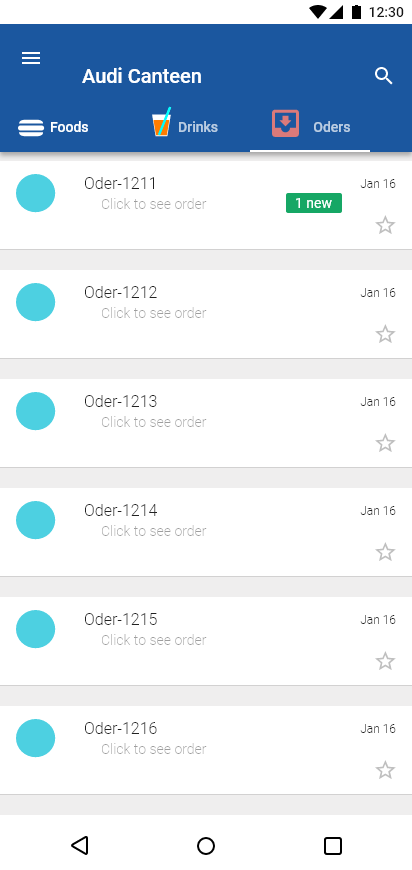 12:30
Audi Canteen
Foods Drinks Oders
Oder-1211 Jan 16
Click to see order 1 new
Oder-1212 Jan 16
Click to see order
Oder-1213 Jan 16
Click to see order
Oder-1214 Jan 16
Click to see order
Oder-1215 Jan 16
Click to see order
Oder-1216 Jan 16
Click to see order